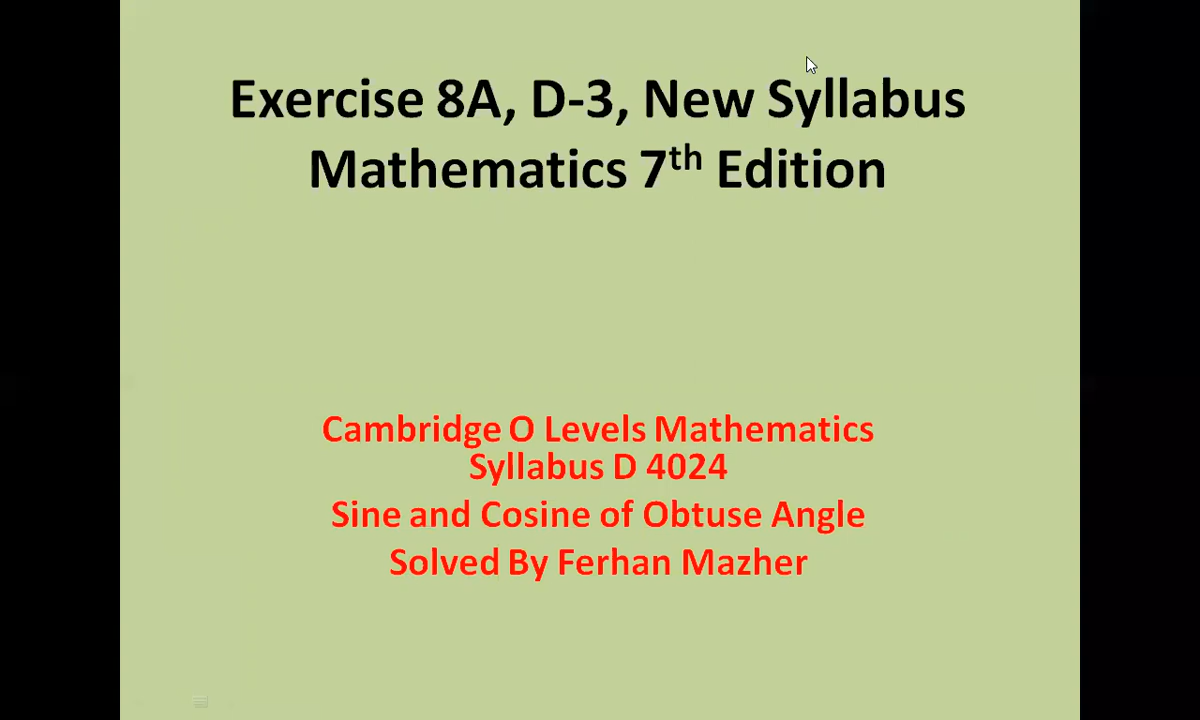 Exercise 8A, D-3, New Syllabus
Mathematics 7th Edition
Cambridge O Levels Mathematics
Syllabus D 4024
Sine and Cosine of Obtuse Angle
Solved By Ferhan Mazher